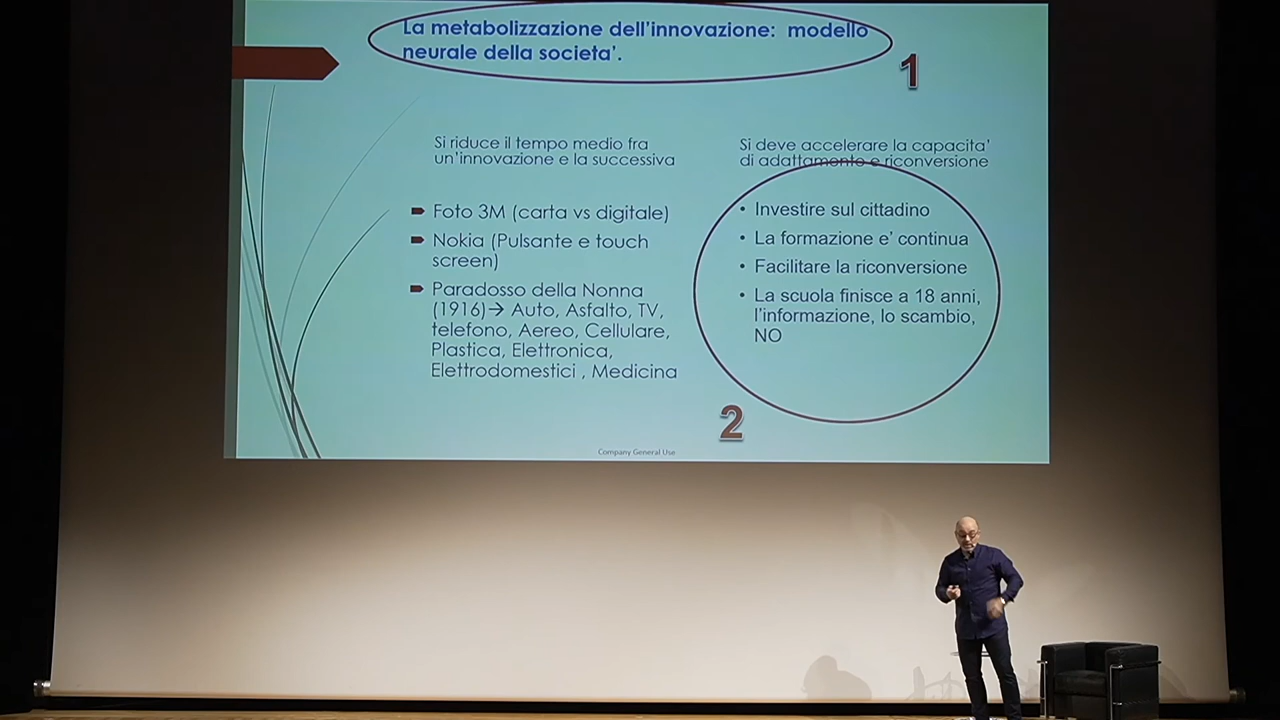 La metabolizzazione dell'innovazione: modello
neurale della societa'.
1
Si riduce il tempo medio fra
un'innovazione e la successiva
Foto 3M (carta vs digitale)
Nokia (Pulsante e touch
screen)
Paradosso della Nonna
(1916)→ Auto, Asfalto, TV,
telefono, Aereo, Cellulare,
Plastica, Elettronica,
Elettrodomestici , Medicina
Si deve accelerare la capacita'
di adattamento e riconversione
• Investire sul cittadino
• La formazione e' continua
• Facilitare la riconversione
• La scuola finisce a 18 anni,
l'informazione, lo scambio,
NO
2
Company General Use